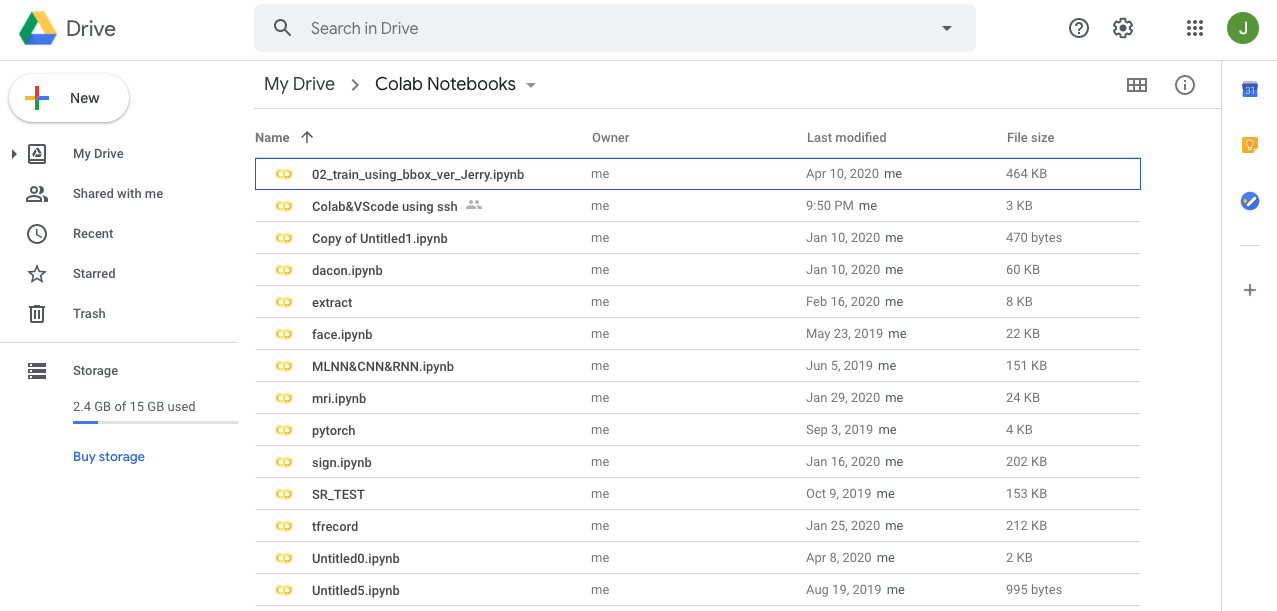 Drive
Search in Drive
J
New
My Drive
Shared with me
Recent
Starred
Trash
Storage
2.4 GB of 15 GB used
Buy storage
My Drive Colab Notebooks
31
Name Owner Last modified File size
02_train_using_bbox_ver_Jerry.ipynb me Apr 10, 2020 me 464 KB
Colab&VScode using ssh me 9:50 PM me 3 KB
Copy of Untitled1.ipynb me Jan 10, 2020 me 470 bytes
dacon.ipynb me Jan 10, 2020 me 60 KB
extract me Feb 16, 2020 me 8 KB
face.ipynb me May 23, 2019 me 22 KB
MLNN&CNN&RNN.ipynb me Jun 5, 2019 me 151 KB
mri.ipynb me Jan 29, 2020 me 24 KB
pytorch me Sep 3, 2019 me 4 KB
sign.ipynb me Jan 16, 2020 me 202 KB
SR_TEST me Oct 9, 2019 me 153 KB
tfrecord me Jan 25, 2020 me 212 KB
Untitled0.ipynb me Apr 8, 2020 me 2 KB
Untitled5.ipynb me Aug 19, 2019 me 995 bytes